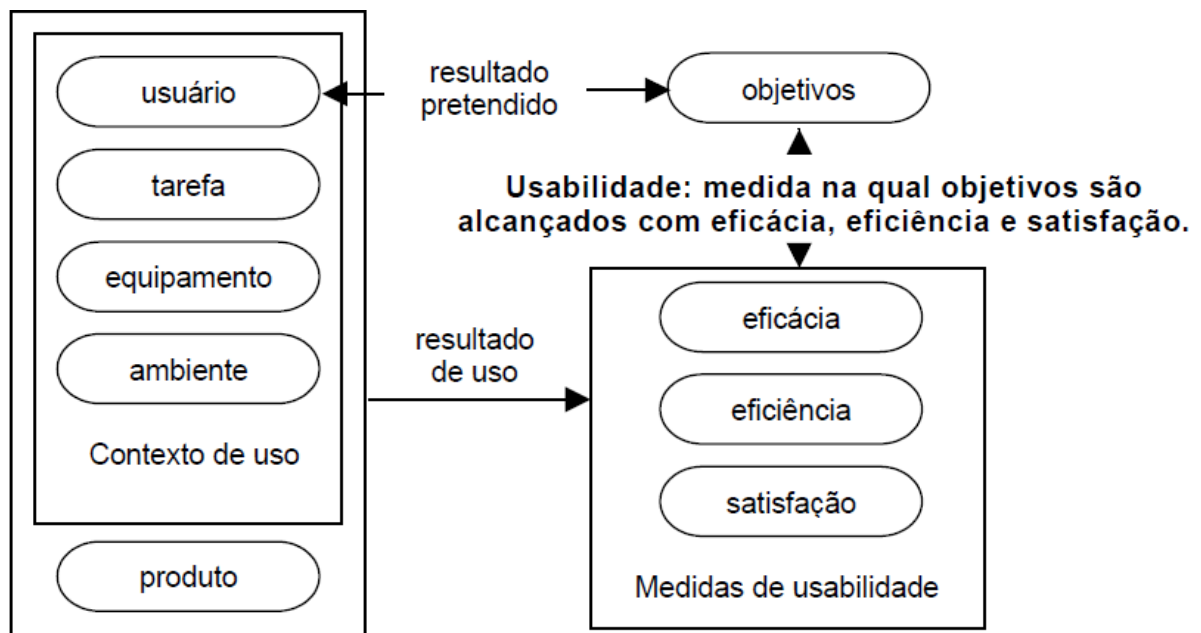 usuário
tarefa
equipamento
ambiente
Contexto de uso
produto
resultado
pretendido
objetivos
Usabilidade: medida na qual objetivos são
alcançados com eficácia, eficiência e satisfação.
resultado
de uso
eficácia
eficiência
satisfação
Medidas de usabilidade